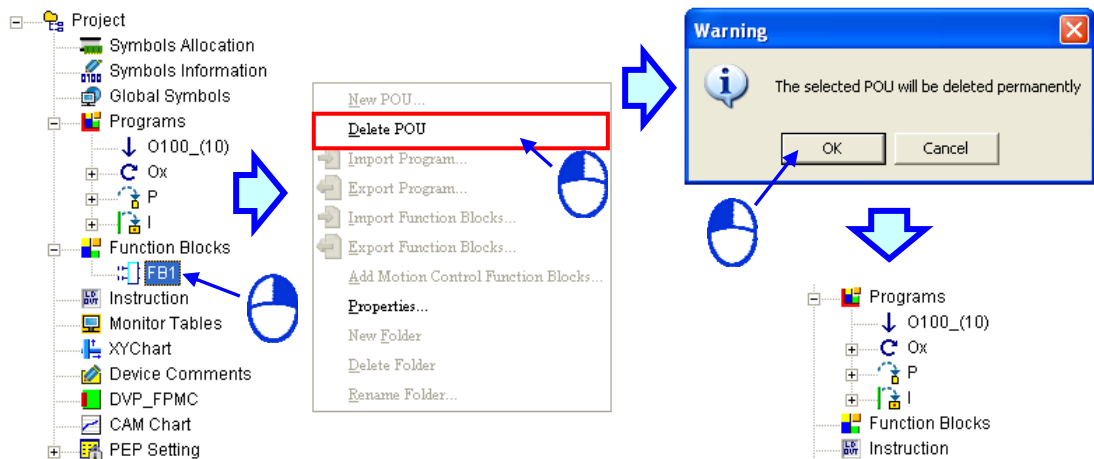 Project
Symbols Allocation
Symbols Information
Global Symbols
Programs
O100_(10)
Ox
P
I
Function Blocks
FB1
Instruction
Monitor Tables
XYChart
Device Comments
DVP_FPMC
CAM Chart
PEP Setting
New POU...
Delete POU
Import Program...
Export Program...
Import Function Blocks...
Export Function Blocks...
Add Motion Control Function Blocks...
Properties...
New Folder
Delete Folder
Rename Folder...
Warning
The selected POU will be deleted permanently
OK
Cancel
Programs
O100_(10)
Ox
P
I
Function Blocks
Instruction